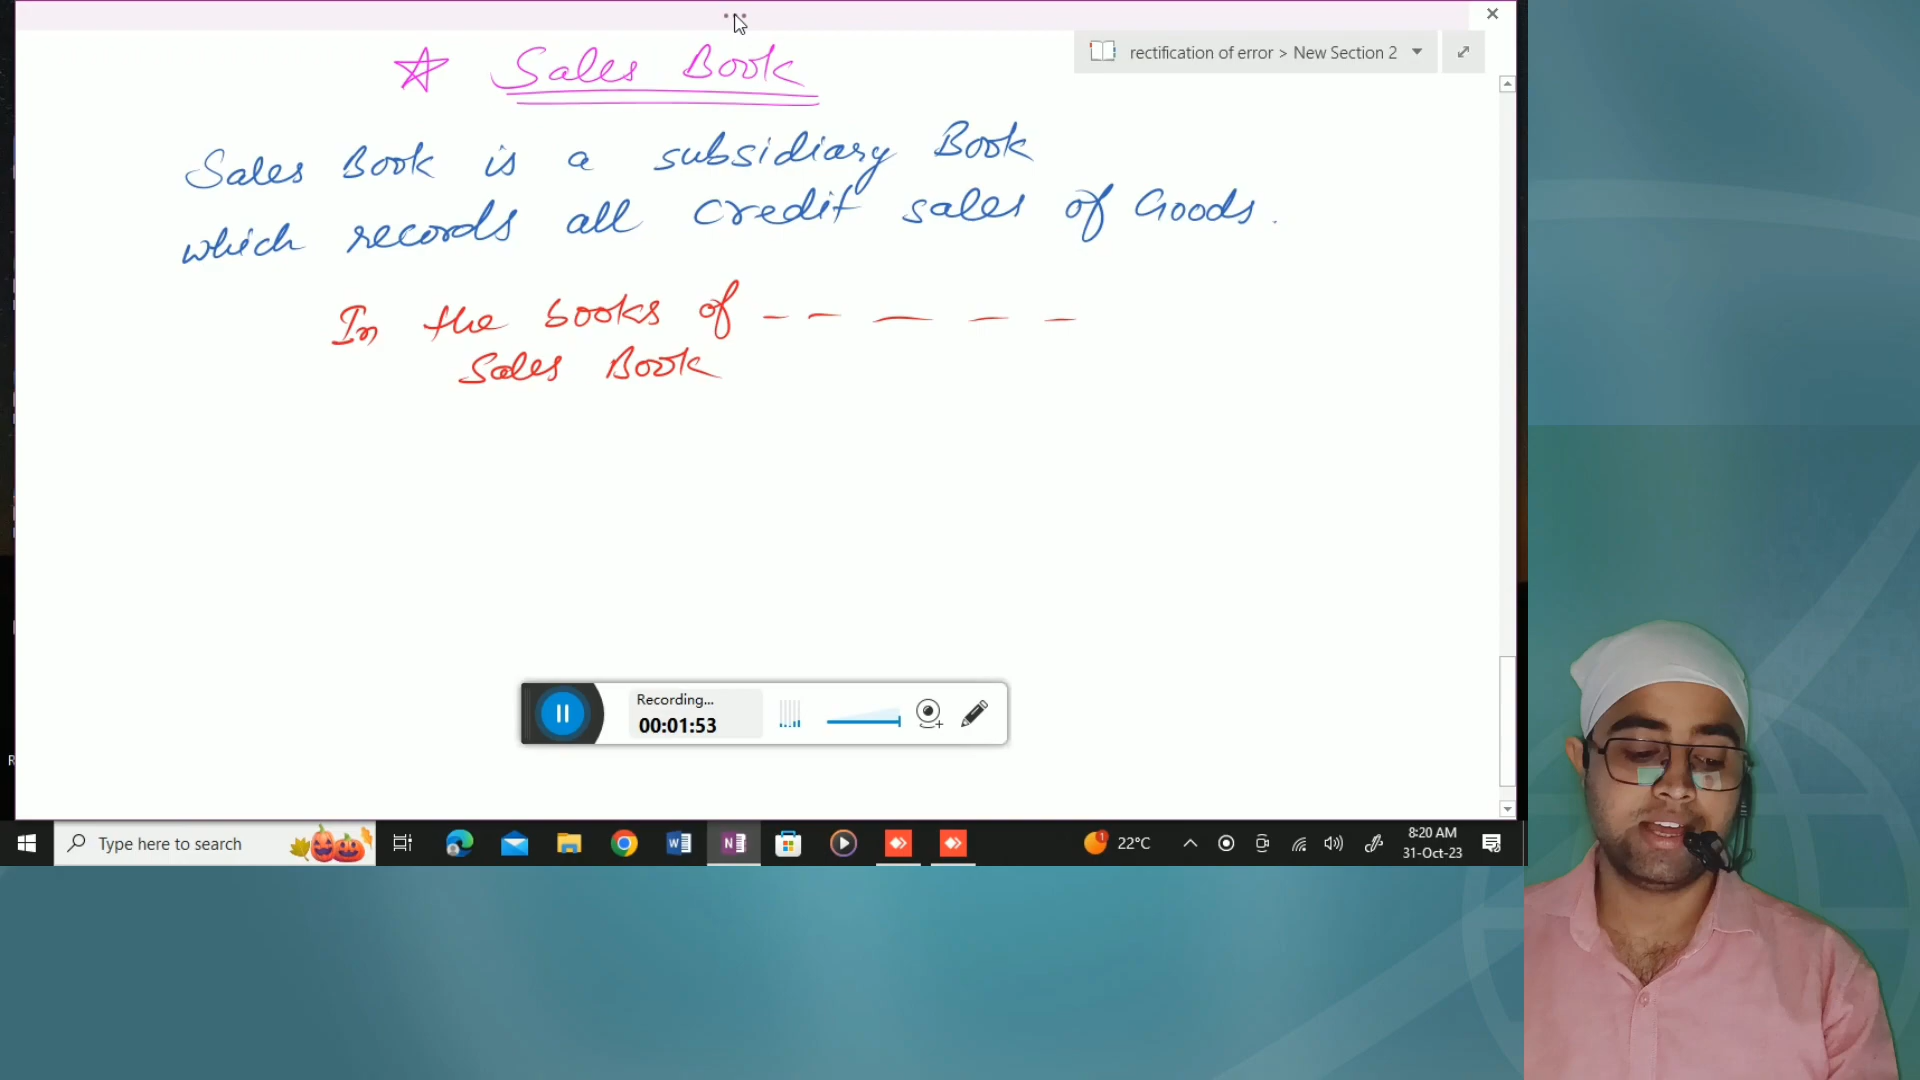 ☆ Sales Book
rectification of error > New Section 2
Sales Book is a subsidiary Book
which records all credit sales of Goods.
In the books of - - - - -
Sales Book
Recording...
00:01:53
R
Type here to search
1
22°C
8:20 AM
31-Oct-23